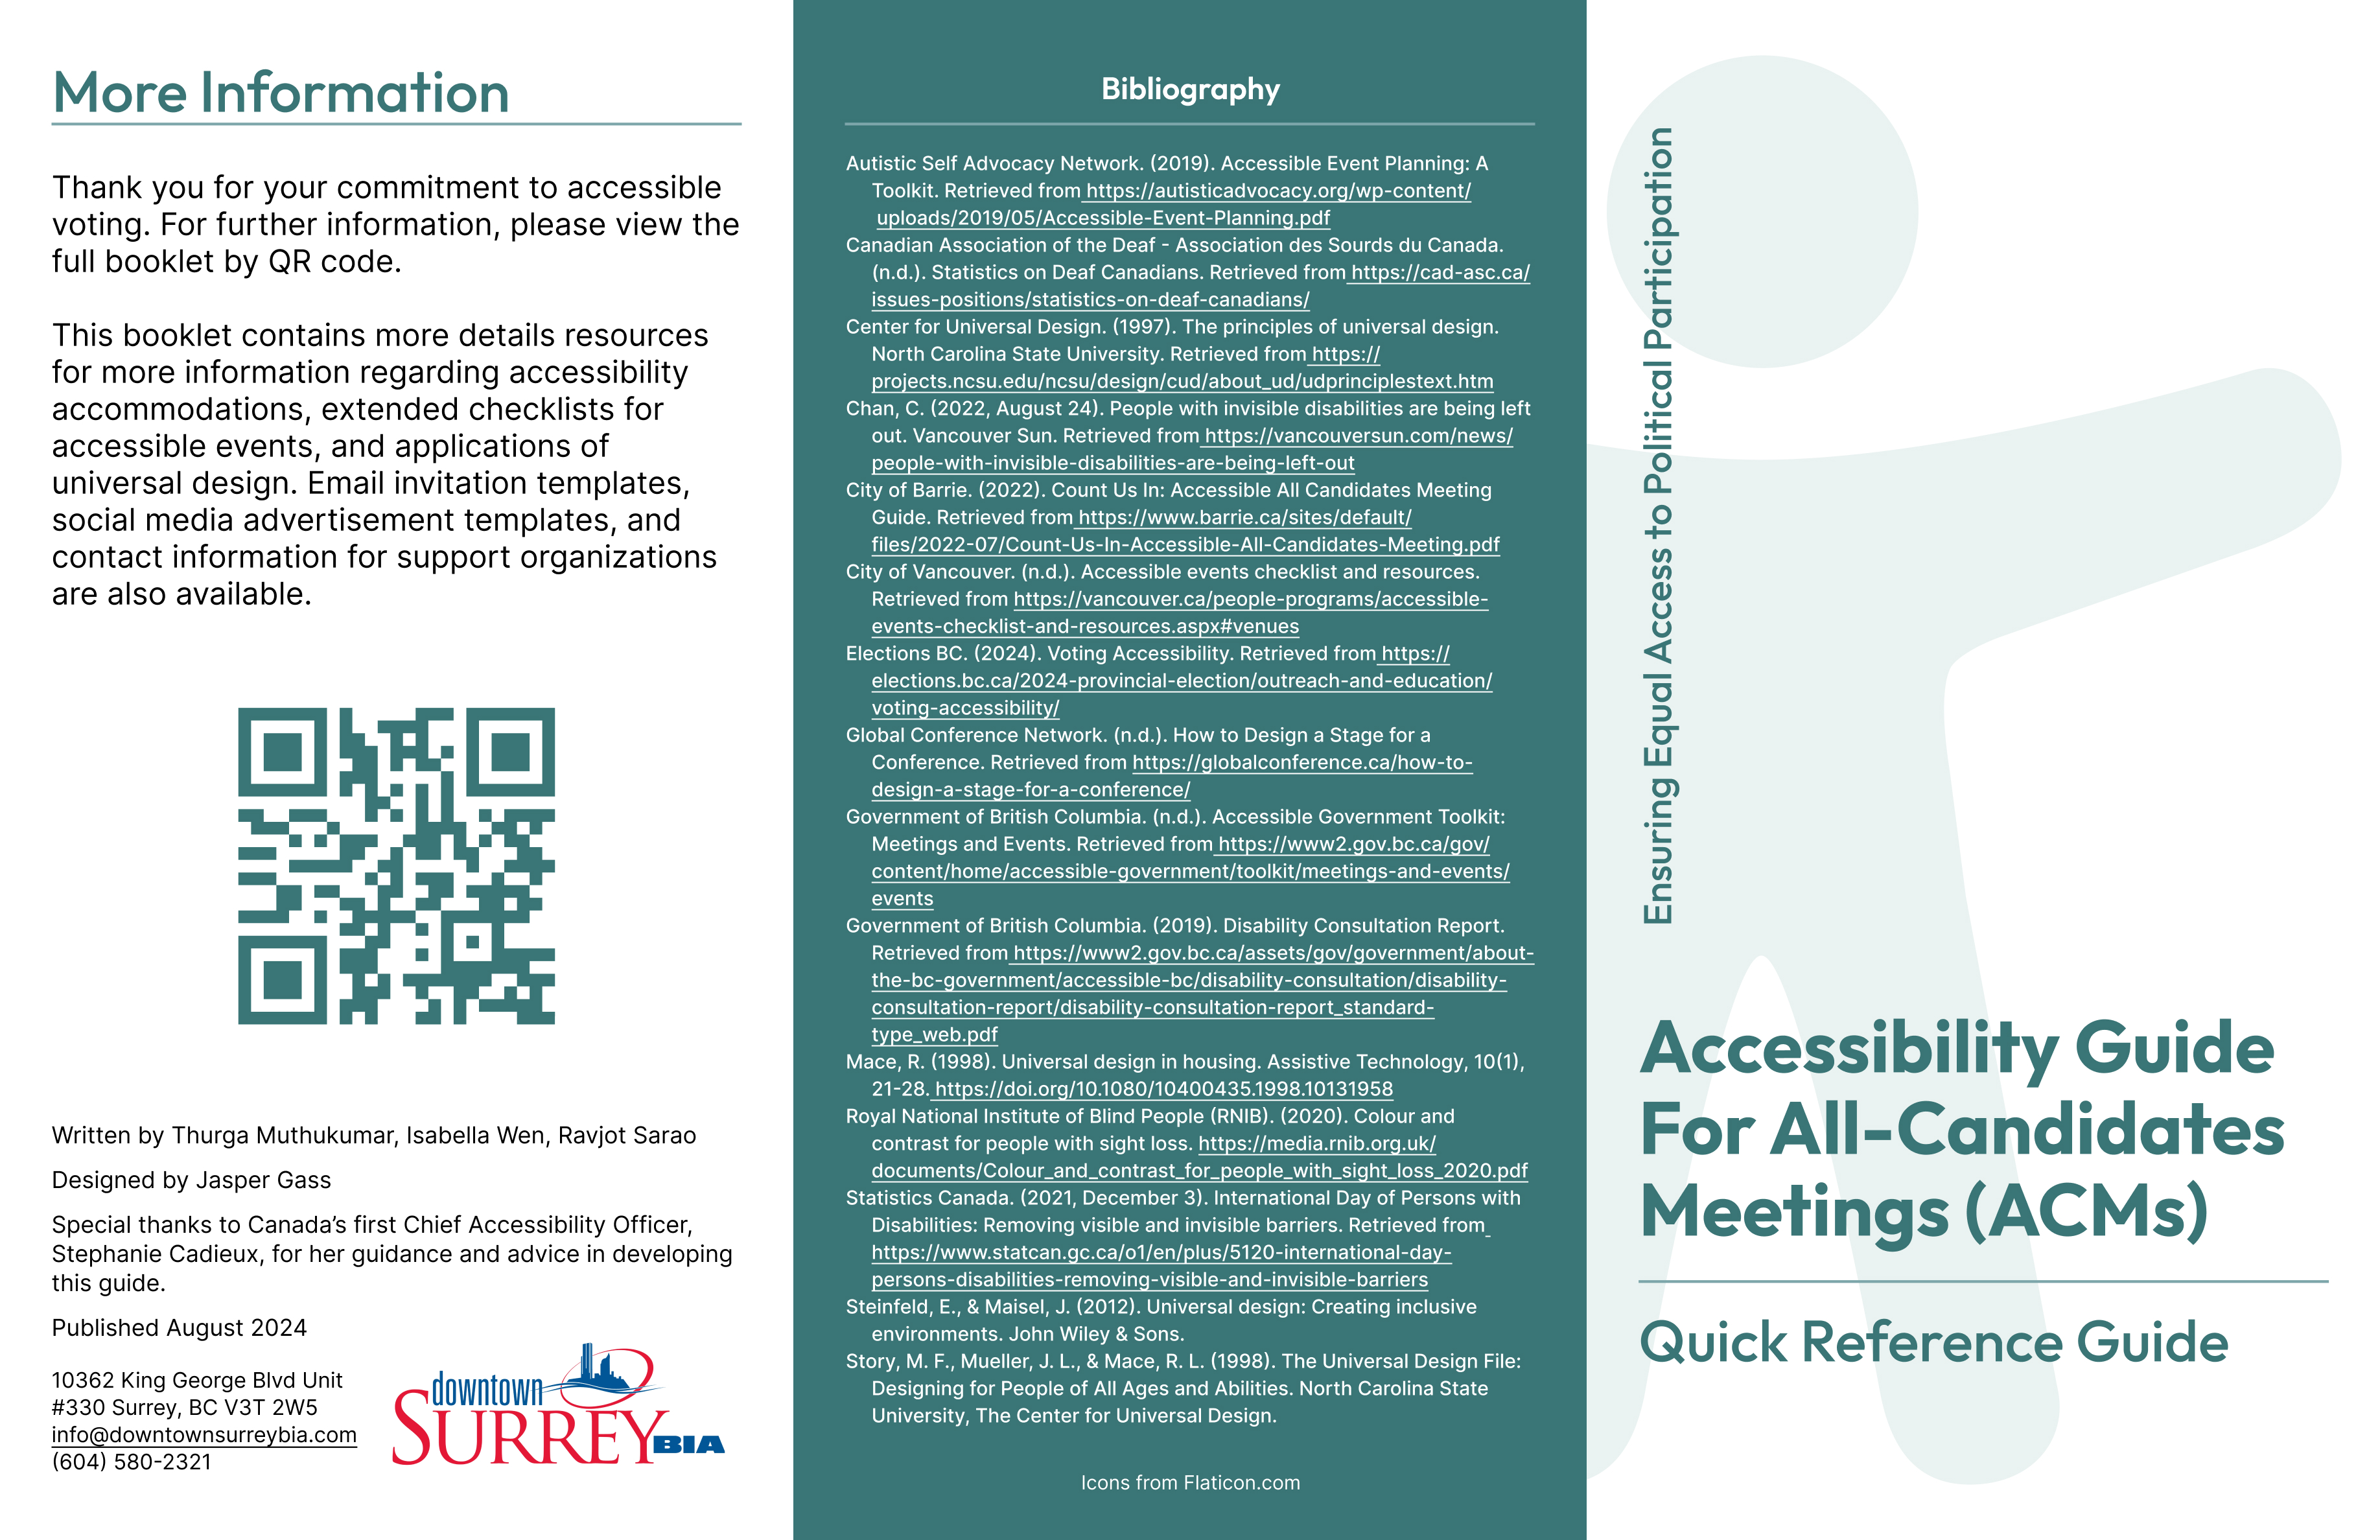 More Information
Thank you for your commitment to accessible
voting. For further information, please view the
full booklet by QR code.
This booklet contains more details resources
for more information regarding accessibility
accommodations, extended checklists for
accessible events, and applications of
universal design. Email invitation templates,
social media advertisement templates, and
contact information for support organizations
are also available.
Written by Thurga Muthukumar, Isabella Wen, Ravjot Sarao
Designed by Jasper Gass
Special thanks to Canada’s first Chief Accessibility Officer,
Stephanie Cadieux, for her guidance and advice in developing
this guide.
Published August 2024
10362 King George Blvd Unit
#330 Surrey, BC V3T 2W5
info@downtownsurreybia.com
(604) 580-2321
downtown
SURREY BIA
Bibliography
Autistic Self Advocacy Network. (2019). Accessible Event Planning: A
Toolkit. Retrieved from https://autisticadvocacy.org/wp-content/
uploads/2019/05/Accessible-Event-Planning.pdf
Canadian Association of the Deaf - Association des Sourds du Canada.
(n.d.). Statistics on Deaf Canadians. Retrieved from https://cad-asc.ca/
issues-positions/statistics-on-deaf-canadians/
Center for Universal Design. (1997). The principles of universal design.
North Carolina State University. Retrieved from https://
projects.ncsu.edu/ncsu/design/cud/about_ud/udprinciplestext.htm
Chan, C. (2022, August 24). People with invisible disabilities are being left
out. Vancouver Sun. Retrieved from https://vancouversun.com/news/
people-with-invisible-disabilities-are-being-left-out
City of Barrie. (2022). Count Us In: Accessible All Candidates Meeting
Guide. Retrieved from https://www.barrie.ca/sites/default/
files/2022-07/Count-Us-In-Accessible-All-Candidates-Meeting.pdf
City of Vancouver. (n.d.). Accessible events checklist and resources.
Retrieved from https://vancouver.ca/people-programs/accessible-
events-checklist-and-resources.aspx#venues
Elections BC. (2024). Voting Accessibility. Retrieved from https://
elections.bc.ca/2024-provincial-election/outreach-and-education/
voting-accessibility/
Global Conference Network. (n.d.). How to Design a Stage for a
Conference. Retrieved from https://globalconference.ca/how-to-
design-a-stage-for-a-conference/
Government of British Columbia. (n.d.). Accessible Government Toolkit:
Meetings and Events. Retrieved from https://www2.gov.bc.ca/gov/
content/home/accessible-government/toolkit/meetings-and-events/
events
Government of British Columbia. (2019). Disability Consultation Report.
Retrieved from https://www2.gov.bc.ca/assets/gov/government/about-
the-bc-government/accessible-bc/disability-consultation/disability-
consultation-report/disability-consultation-report_standard-
type_web.pdf
Mace, R. (1998). Universal design in housing. Assistive Technology, 10(1),
21-28. https://doi.org/10.1080/10400435.1998.10131958
Royal National Institute of Blind People (RNIB). (2020). Colour and
contrast for people with sight loss. https://media.rnib.org.uk/
documents/Colour_and_contrast_for_people_with_sight_loss_2020.pdf
Statistics Canada. (2021, December 3). International Day of Persons with
Disabilities: Removing visible and invisible barriers. Retrieved from
https://www.statcan.gc.ca/o1/en/plus/5120-international-day-
persons-disabilities-removing-visible-and-invisible-barriers
Steinfeld, E., & Maisel, J. (2012). Universal design: Creating inclusive
environments. John Wiley & Sons.
Story, M. F., Mueller, J. L., & Mace, R. L. (1998). The Universal Design File:
Designing for People of All Ages and Abilities. North Carolina State
University, The Center for Universal Design.
Icons from Flaticon.com
Ensuring Equal Access to Political Participation
Accessibility Guide
For All-Candidates
Meetings (ACMs)
Quick Reference Guide